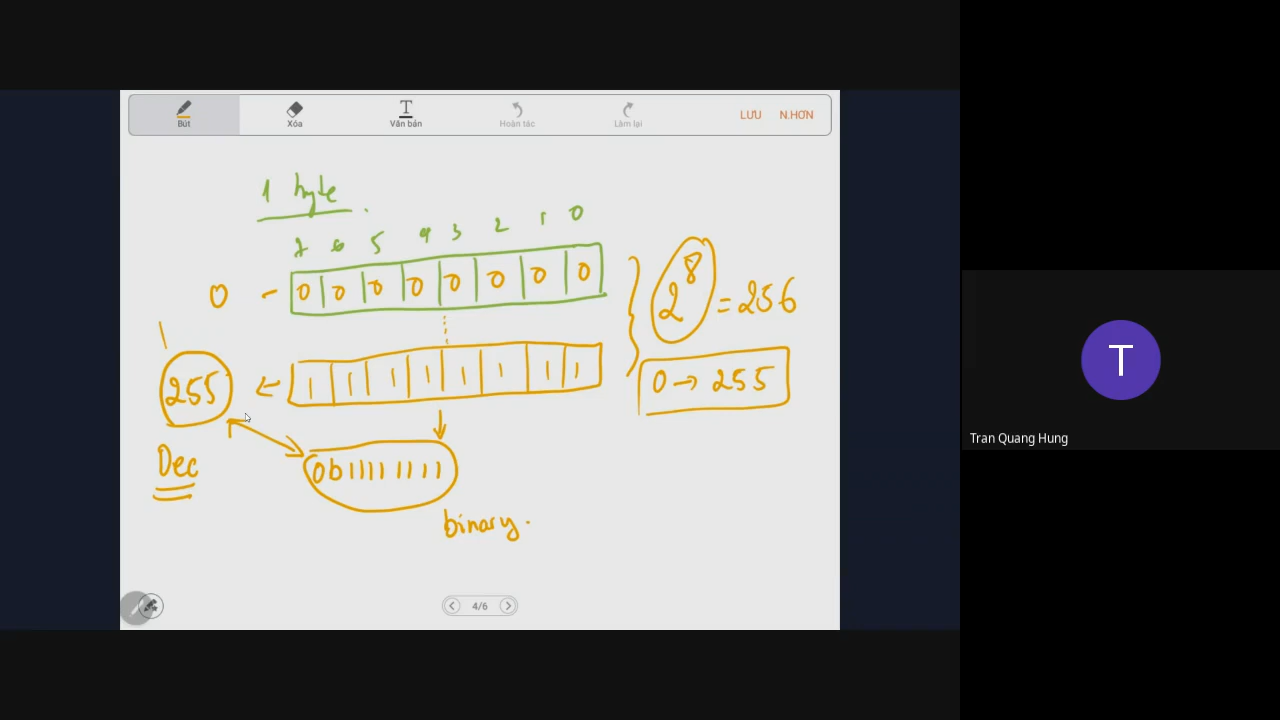 Bút Xóa Văn bản Hoàn tác Làm lại LƯU N.HƠN
1 byte.
7 6 5 4 3 2 1 0
0 - 0 0 0 0 0 0 0 0
2^8 = 256
255 ← 1 1 1 1 1 1 1 1
0 → 255
Dec
0b11111111
binary.
4/6
T
Tran Quang Hung